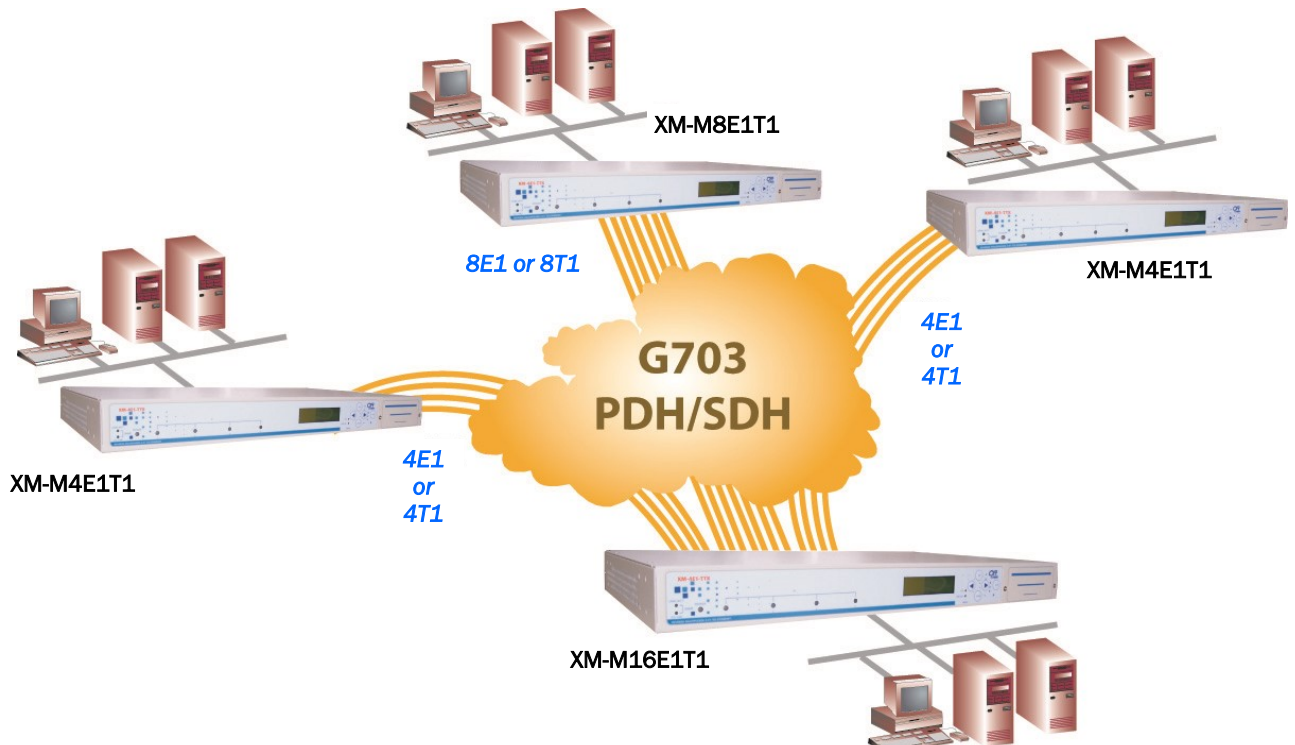 XM-M8E1T1
8E1 or 8T1
XM-M4E1T1
4E1
or
4T1
G703
PDH/SDH
4E1
or
4T1
XM-M4E1T1
XM-M16E1T1